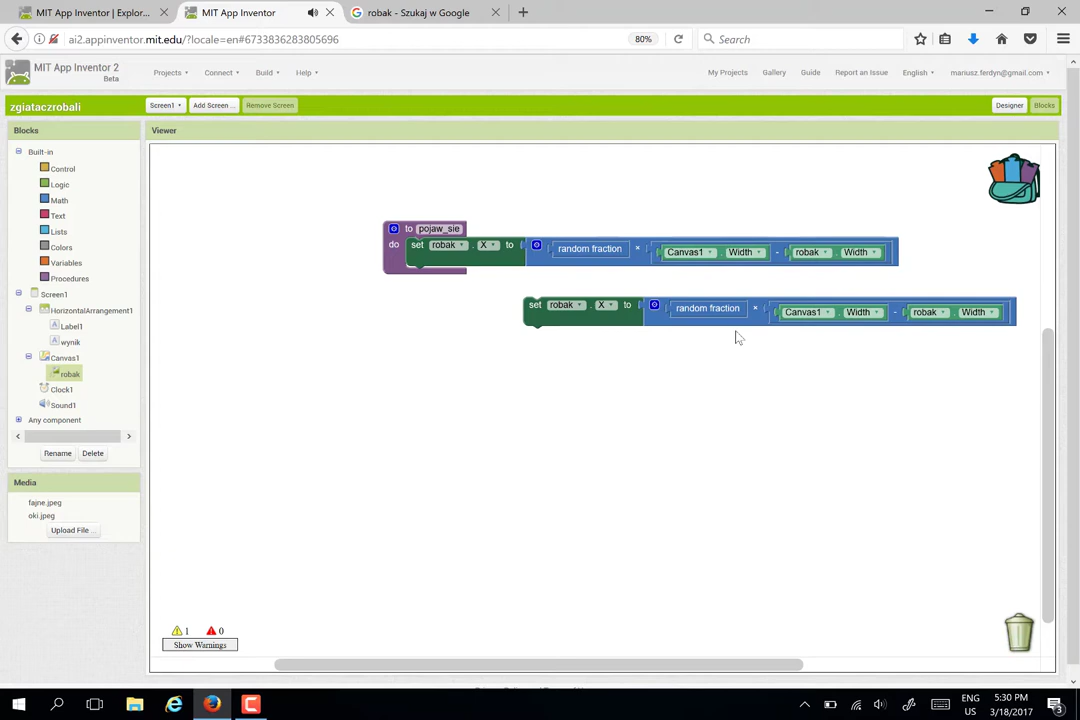 MIT App Inventor | Explor...
MIT App Inventor
robak - Szukaj w Google
ai2.appinventor.mit.edu/?locale=en#6733836283805696
80%
Search
MIT App Inventor 2
Beta
Projects
Connect
Build
Help
My Projects
Gallery
Guide
Report an Issue
English
mariusz.ferdyn@gmail.com
zgiataczrobali
Screen1
Add Screen ...
Remove Screen
Designer
Blocks
Blocks
Viewer
Built-in
Control
Logic
Math
Text
Lists
Colors
Variables
Procedures
Screen1
HorizontalArrangement1
Label1
wynik
Canvas1
robak
Clock1
Sound1
Any component
Rename
Delete
Media
fajne.jpeg
oki.jpeg
Upload File ...
to pojaw_sie
do set robak . X to random fraction × Canvas1 . Width - robak . Width
set robak . X to random fraction × Canvas1 . Width - robak . Width
1 0
Show Warnings
ENG
US
5:30 PM
3/18/2017
3